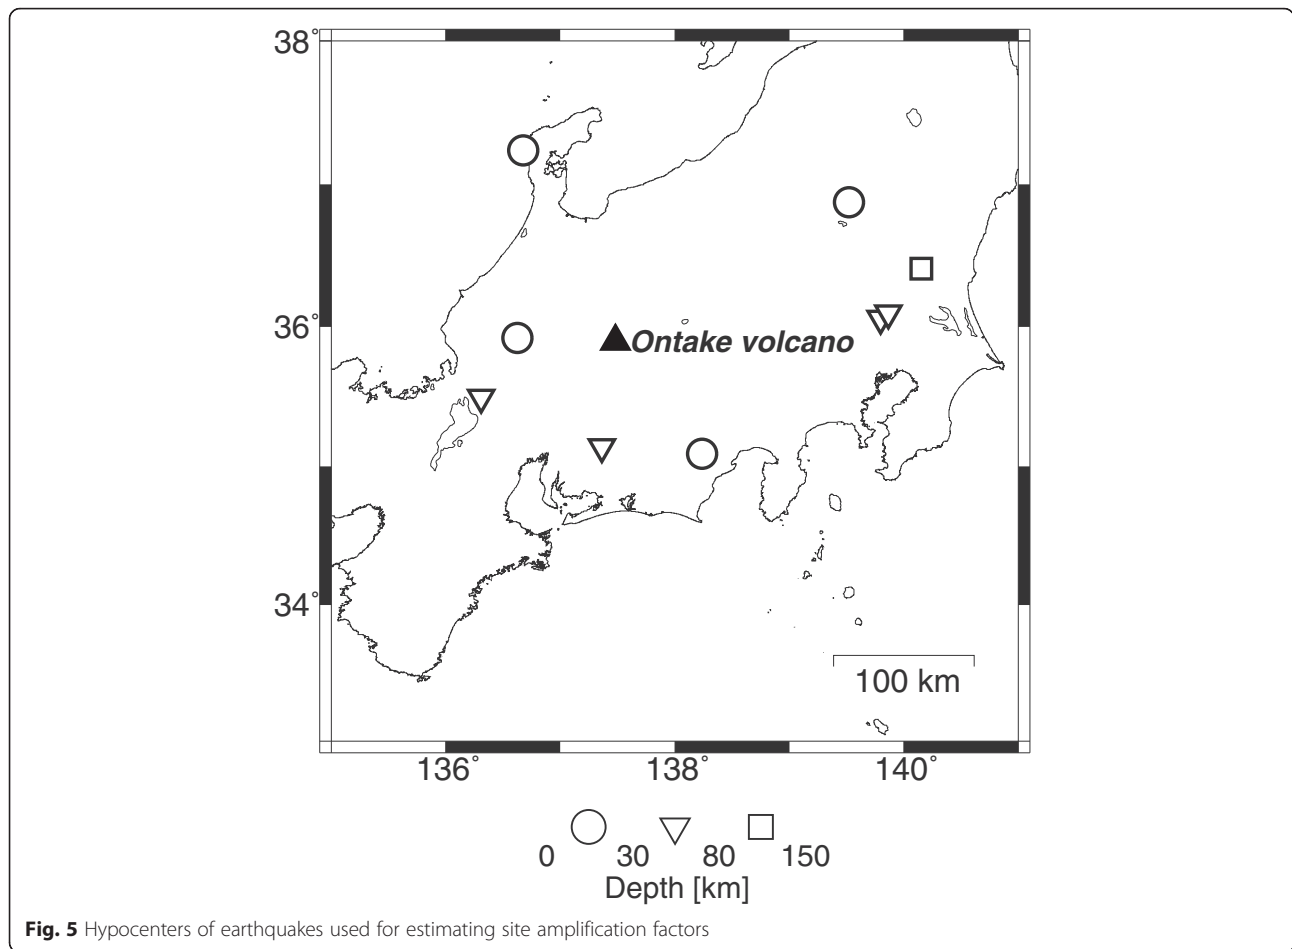 38°
36°
Ontake volcano
34°
100 km
136° 138° 140°
0 30 80 150
Depth [km]
Fig. 5 Hypocenters of earthquakes used for estimating site amplification factors